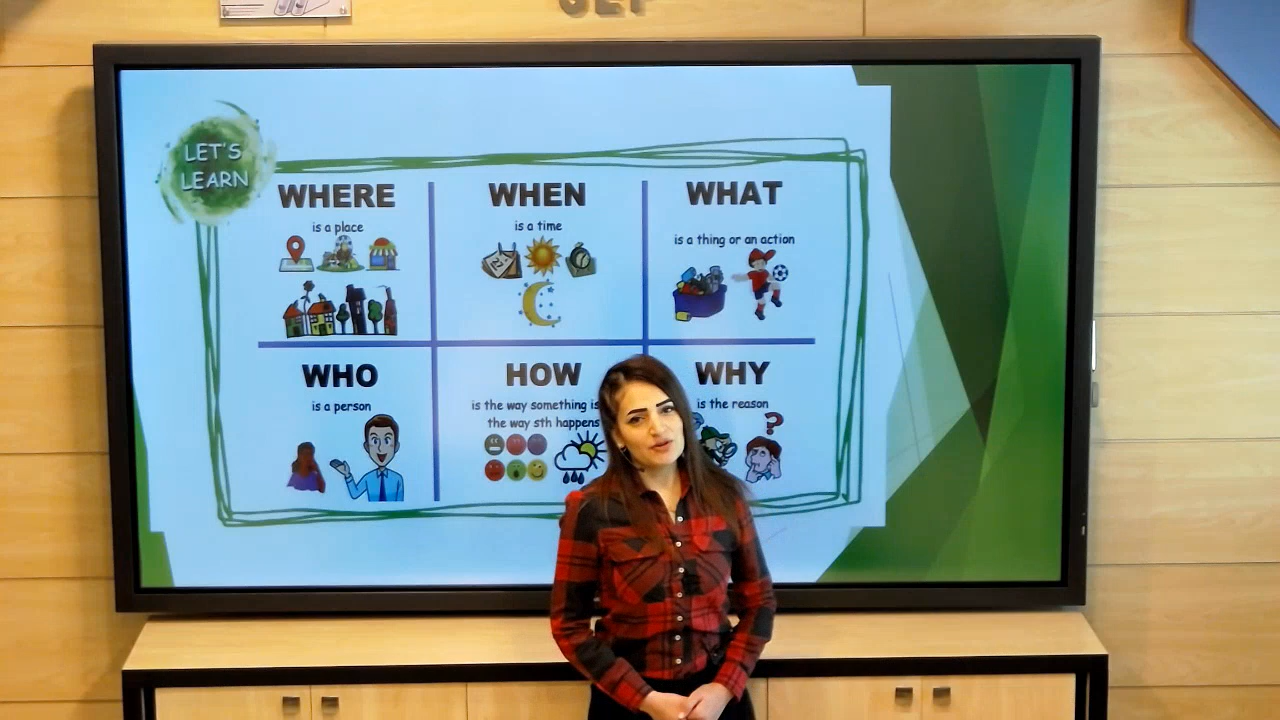 LET'S
LEARN
WHERE
is a place
WHEN
is a time
WHAT
is a thing or an action
WHO
is a person
HOW
is the way something is
the way sth happens
WHY
is the reason